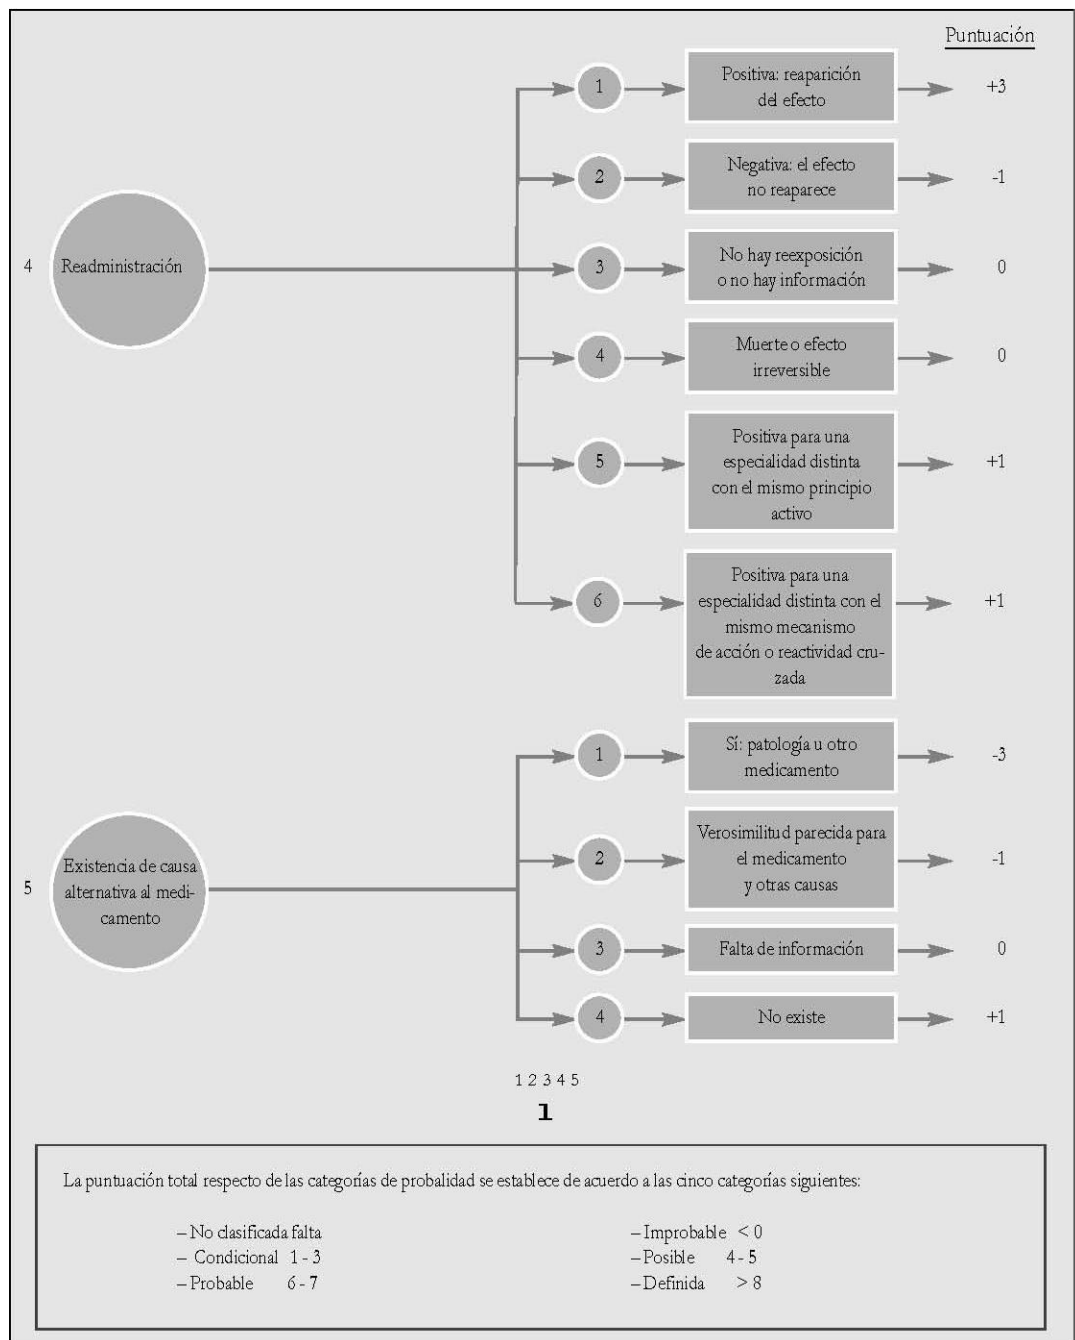 Puntuación
4
Readministración
1
Positiva: reaparición
del efecto
+3
2
Negativa: el efecto
no reaparece
-1
3
No hay reexposición
o no hay información
0
4
Muerte o efecto
irreversible
0
5
Positiva para una
especialidad distinta
con el mismo principio
activo
+1
6
Positiva para una
especialidad distinta con el
mismo mecanismo
de acción o reactividad cru-
zada
+1
5
Existencia de causa
alternativa al medi-
camento
1
Sí: patología u otro
medicamento
-3
2
Verosimilitud parecida para
el medicamento
y otras causas
-1
3
Falta de información
0
4
No existe
+1
1 2 3 4 5
1
La puntuación total respecto de las categorías de probalidad se establece de acuerdo a las cinco categorías siguientes:
– No clasificada falta
– Condicional 1 - 3
– Probable 6 - 7
– Improbable < 0
– Posible 4 - 5
– Definida > 8